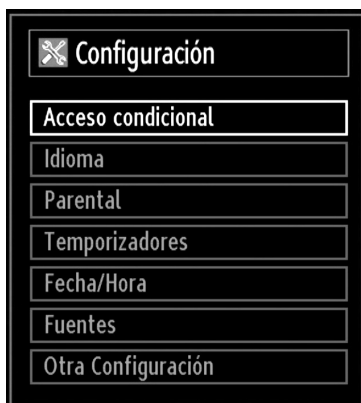 Configuración
Acceso condicional
Idioma
Parental
Temporizadores
Fecha/Hora
Fuentes
Otra Configuración